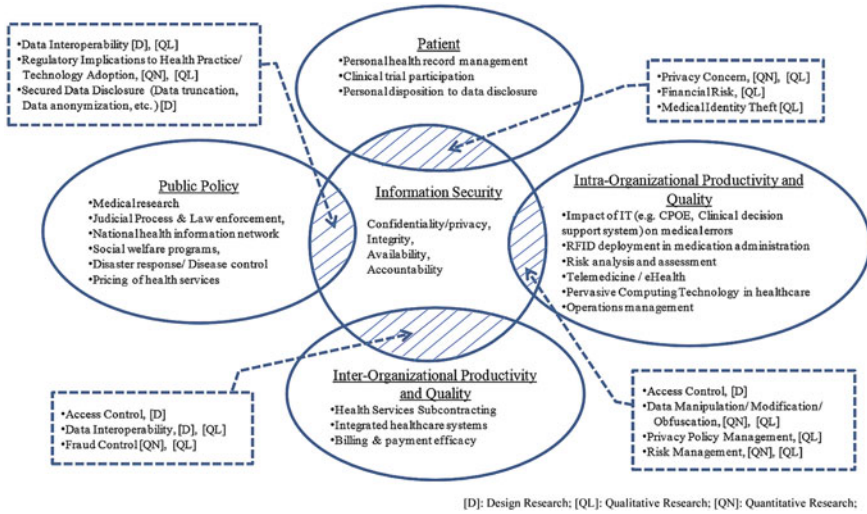 •Data Interoperability [D], [QL]
•Regulatory Implications to Health Practice/
Technology Adoption, [QN], [QL]
•Secured Data Disclosure (Data truncation,
Data anonymization, etc.) [D]
Patient
•Personal health record management
•Clinical trial participation
•Personal disposition to data disclosure
•Privacy Concern, [QN], [QL]
•Financial Risk, [QL]
•Medical Identity Theft [QL]
Public Policy
•Medical research
•Judicial Process & Law enforcement,
•National health information network
•Social welfare programs,
•Disaster response/ Disease control
•Pricing of health services
Information Security
Confidentiality/privacy,
Integrity,
Availability,
Accountability
Intra-Organizational Productivity and
Quality
•Impact of IT (e.g. CPOE, Clinical decision
support system) on medical errors
•RFID deployment in medication administration
•Risk analysis and assessment
•Telemedicine / eHealth
•Pervasive Computing Technology in healthcare
•Operations management
Inter-Organizational Productivity
and Quality
•Health Services Subcontracting
•Integrated healthcare systems
•Billing & payment efficacy
•Access Control, [D]
•Data Interoperability, [D], [QL]
•Fraud Control [QN], [QL]
•Access Control, [D]
•Data Manipulation/ Modification/
Obfuscation, [QN], [QL]
•Privacy Policy Management, [QL]
•Risk Management, [QN], [QL]
[D]: Design Research; [QL]: Qualitative Research; [QN]: Quantitative Research;